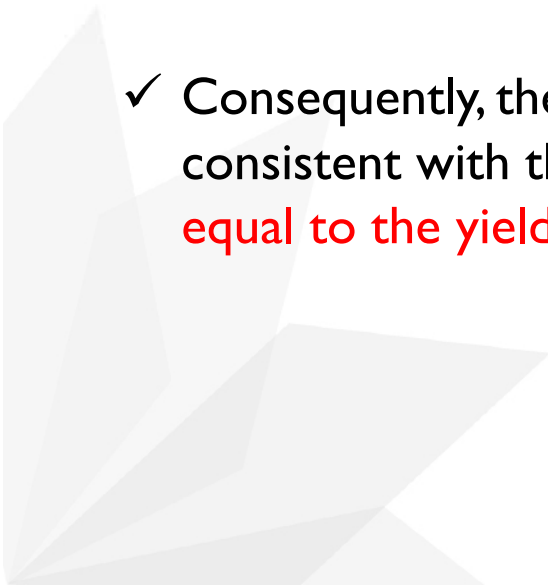 ✓ Consequently, the
consistent with th
equal to the yield